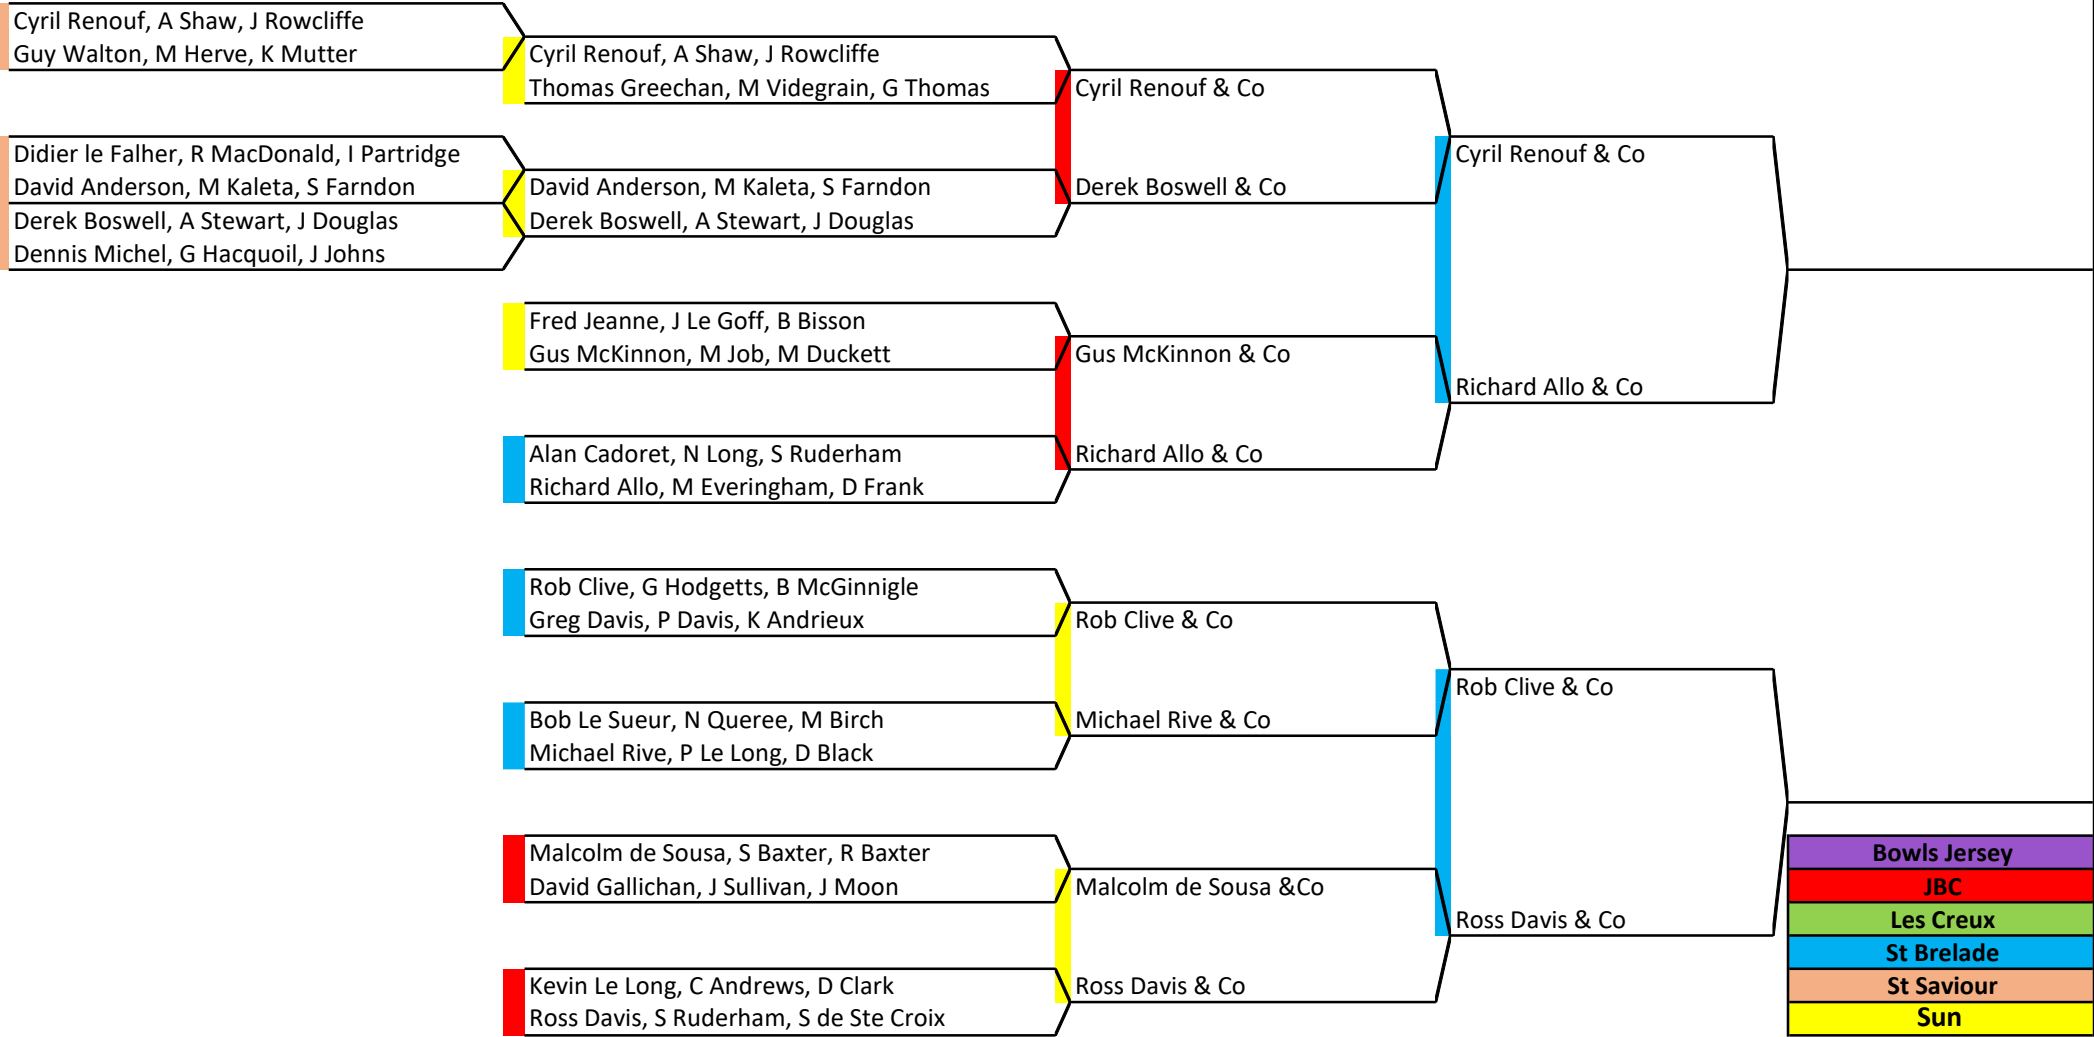 Cyril Renouf, A Shaw, J Rowcliffe
Guy Walton, M Herve, K Mutter
Didier le Falher, R MacDonald, I Partridge
David Anderson, M Kaleta, S Farndon
Derek Boswell, A Stewart, J Douglas
Dennis Michel, G Hacquoil, J Johns
Cyril Renouf, A Shaw, J Rowcliffe
Thomas Greechan, M Videgrain, G Thomas
David Anderson, M Kaleta, S Farndon
Derek Boswell, A Stewart, J Douglas
Fred Jeanne, J Le Goff, B Bisson
Gus McKinnon, M Job, M Duckett
Alan Cadoret, N Long, S Ruderham
Richard Allo, M Everingham, D Frank
Rob Clive, G Hodgetts, B McGinnigle
Greg Davis, P Davis, K Andrieux
Bob Le Sueur, N Queree, M Birch
Michael Rive, P Le Long, D Black
Malcolm de Sousa, S Baxter, R Baxter
David Gallichan, J Sullivan, J Moon
Kevin Le Long, C Andrews, D Clark
Ross Davis, S Ruderham, S de Ste Croix
Cyril Renouf & Co
Derek Boswell & Co
Gus McKinnon & Co
Richard Allo & Co
Rob Clive & Co
Michael Rive & Co
Malcolm de Sousa &Co
Ross Davis & Co
Cyril Renouf & Co
Richard Allo & Co
Rob Clive & Co
Ross Davis & Co
Bowls Jersey
JBC
Les Creux
St Brelade
St Saviour
Sun